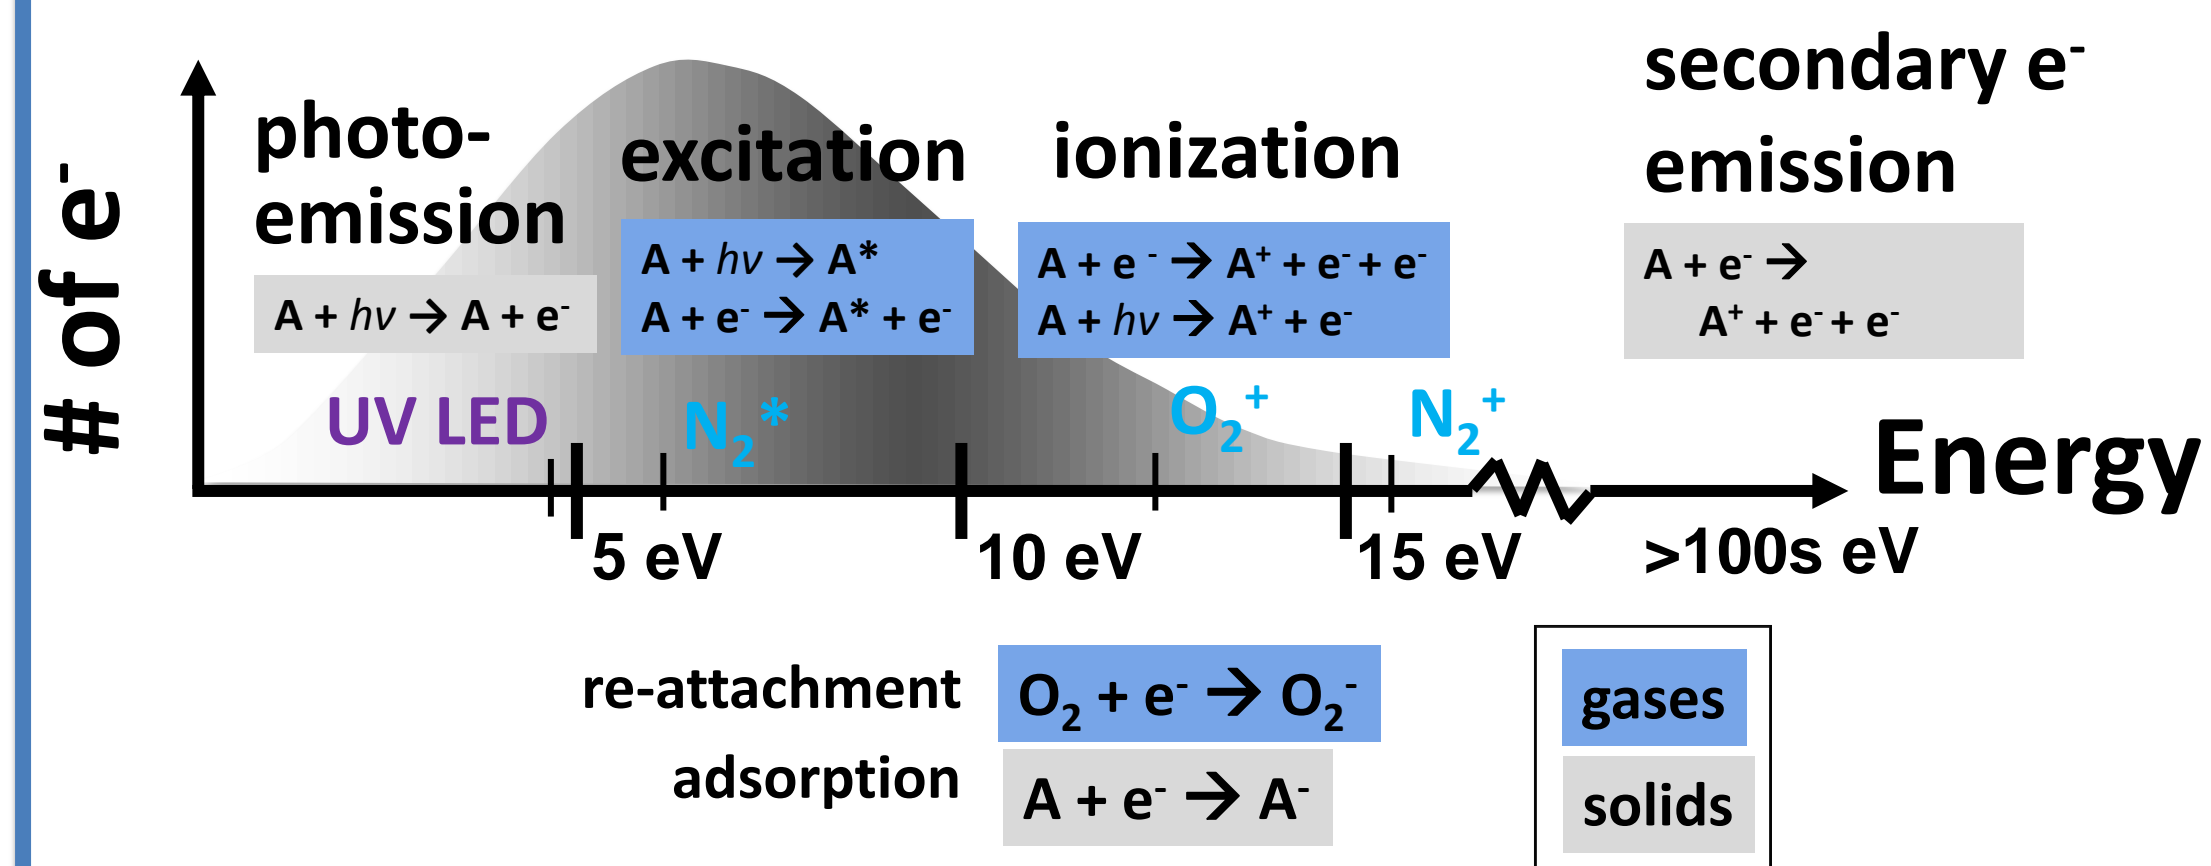 # of e⁻
photo-
emission
A + hν → A + e⁻
UV LED
excitation
A + hν → A*
A + e⁻ → A* + e⁻
N₂*
ionization
A + e ⁻ → A⁺ + e⁻ + e⁻
A + hν → A⁺ + e⁻
O₂⁺
N₂⁺
secondary e⁻
emission
A + e⁻ →
A⁺ + e⁻ + e⁻
Energy
5 eV
10 eV
15 eV
>100s eV
re-attachment
O₂ + e⁻ → O₂⁻
adsorption
A + e⁻ → A⁻
gases
solids